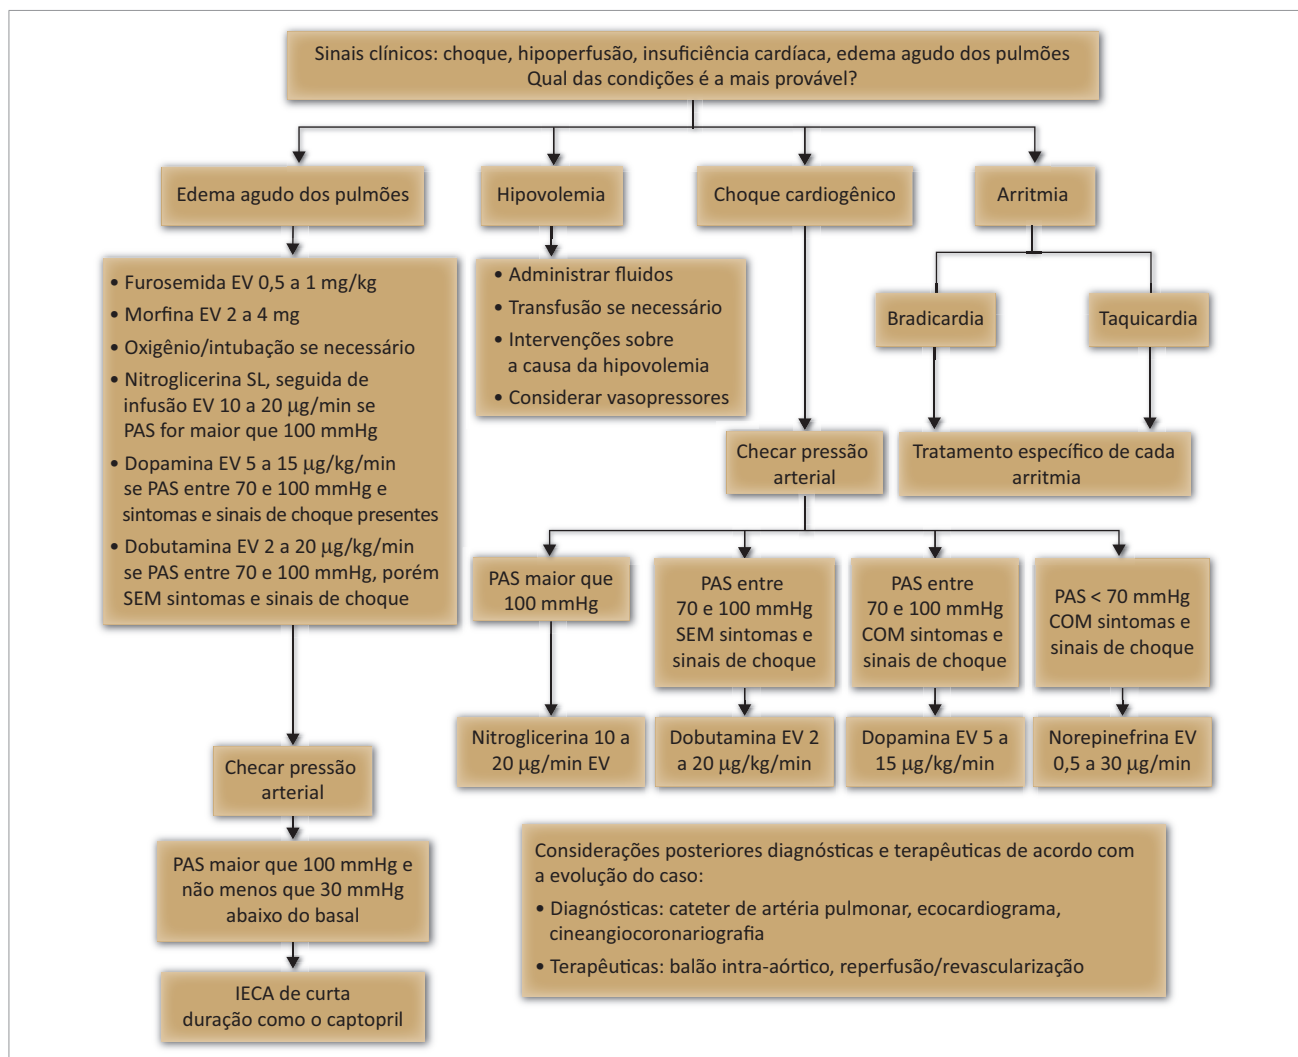 Sinais clínicos: choque, hipoperfusão, insuficiência cardíaca, edema agudo dos pulmões
Qual das condições é a mais provável?
Edema agudo dos pulmões
Hipovolemia
Choque cardiogênico
Arritmia
• Furosemida EV 0,5 a 1 mg/kg
• Morfina EV 2 a 4 mg
• Oxigênio/intubação se necessário
• Nitroglicerina SL, seguida de
infusão EV 10 a 20 µg/min se
PAS for maior que 100 mmHg
• Dopamina EV 5 a 15 µg/kg/min
se PAS entre 70 e 100 mmHg e
sintomas e sinais de choque presentes
• Dobutamina EV 2 a 20 µg/kg/min
se PAS entre 70 e 100 mmHg, porém
SEM sintomas e sinais de choque
• Administrar fluidos
• Transfusão se necessário
• Intervenções sobre
a causa da hipovolemia
• Considerar vasopressores
Bradicardia
Taquicardia
Checar pressão
arterial
Tratamento específico de cada
arritmia
PAS maior que
100 mmHg
PAS entre
70 e 100 mmHg
SEM sintomas e
sinais de choque
PAS entre
70 e 100 mmHg
COM sintomas e
sinais de choque
PAS < 70 mmHg
COM sintomas e
sinais de choque
Nitroglicerina 10 a
20 µg/min EV
Dobutamina EV 2
a 20 µg/kg/min
Dopamina EV 5 a
15 µg/kg/min
Norepinefrina EV
0,5 a 30 µg/min
Checar pressão
arterial
PAS maior que 100 mmHg e
não menos que 30 mmHg
abaixo do basal
IECA de curta
duração como o captopril
Considerações posteriores diagnósticas e terapêuticas de acordo com
a evolução do caso:
• Diagnósticas: cateter de artéria pulmonar, ecocardiograma,
cineangiocoronariografia
• Terapêuticas: balão intra-aórtico, reperfusão/revascularização